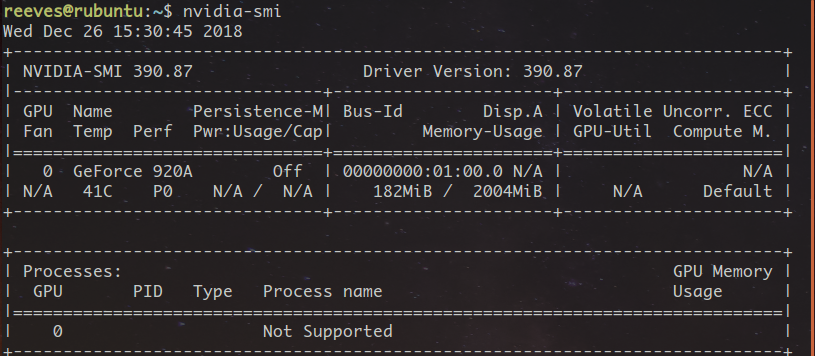 reeves@rubuntu:~$ nvidia-smi
Wed Dec 26 15:30:45 2018
+-----------------------------------------------------------------------------+
| NVIDIA-SMI 390.87                 Driver Version: 390.87                    |
|-------------------------------+----------------------+----------------------+
| GPU  Name        Persistence-M| Bus-Id        Disp.A | Volatile Uncorr. ECC |
| Fan  Temp  Perf  Pwr:Usage/Cap|         Memory-Usage | GPU-Util  Compute M. |
|===============================+======================+======================|
|   0  GeForce 920A        Off  | 00000000:01:00.0 N/A |                  N/A |
| N/A   41C    P0    N/A /  N/A |    182MiB /  2004MiB |     N/A      Default |
+-------------------------------+----------------------+----------------------+
+-----------------------------------------------------------------------------+
| Processes:                                                       GPU Memory |
|  GPU       PID   Type   Process name                             Usage      |
|=============================================================================|
|    0                    Not Supported                                       |
+-----------------------------------------------------------------------------+